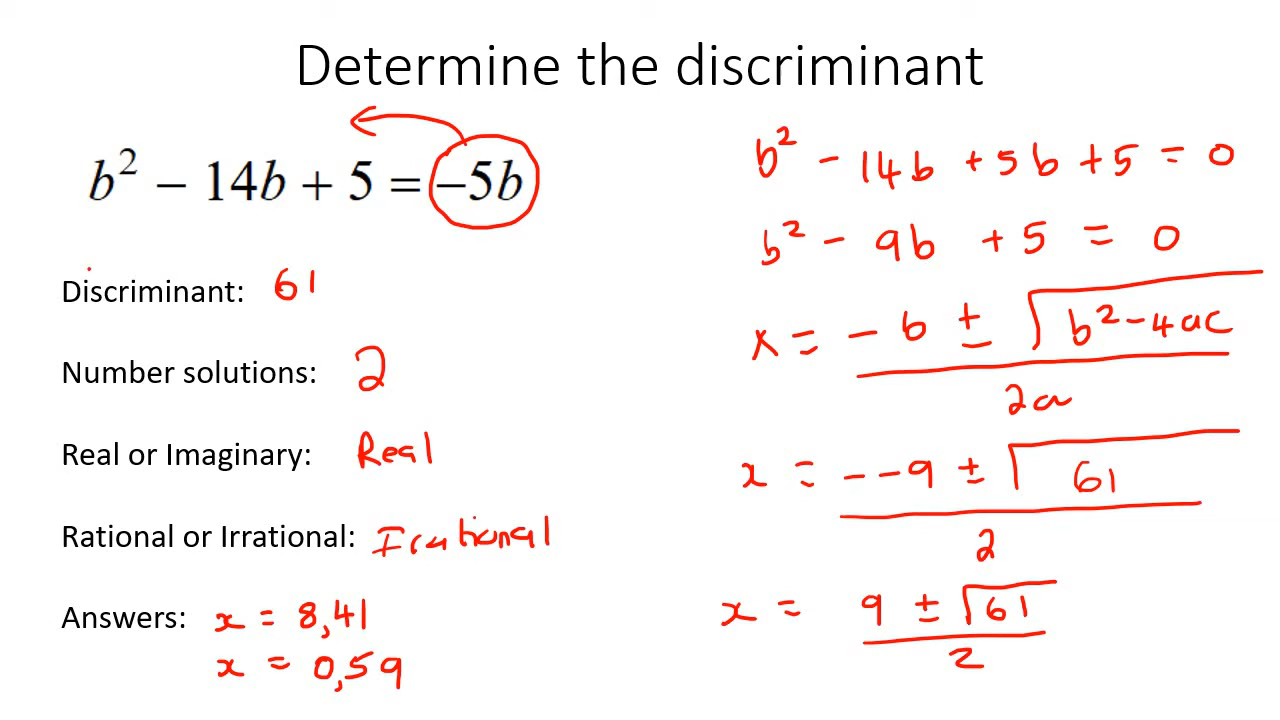 Determine the discriminant
b² − 14b + 5 = −5b
Discriminant: 61
Number solutions: 2
Real or Imaginary: Real
Rational or Irrational: Irrational
Answers: x = 8,41
x = 0,59
b² - 14b + 5b + 5 = 0
b² - 9b + 5 = 0
x = -b ± √b²-4ac
2a
x = --9 ± √61
2
x = 9 ± √61
2